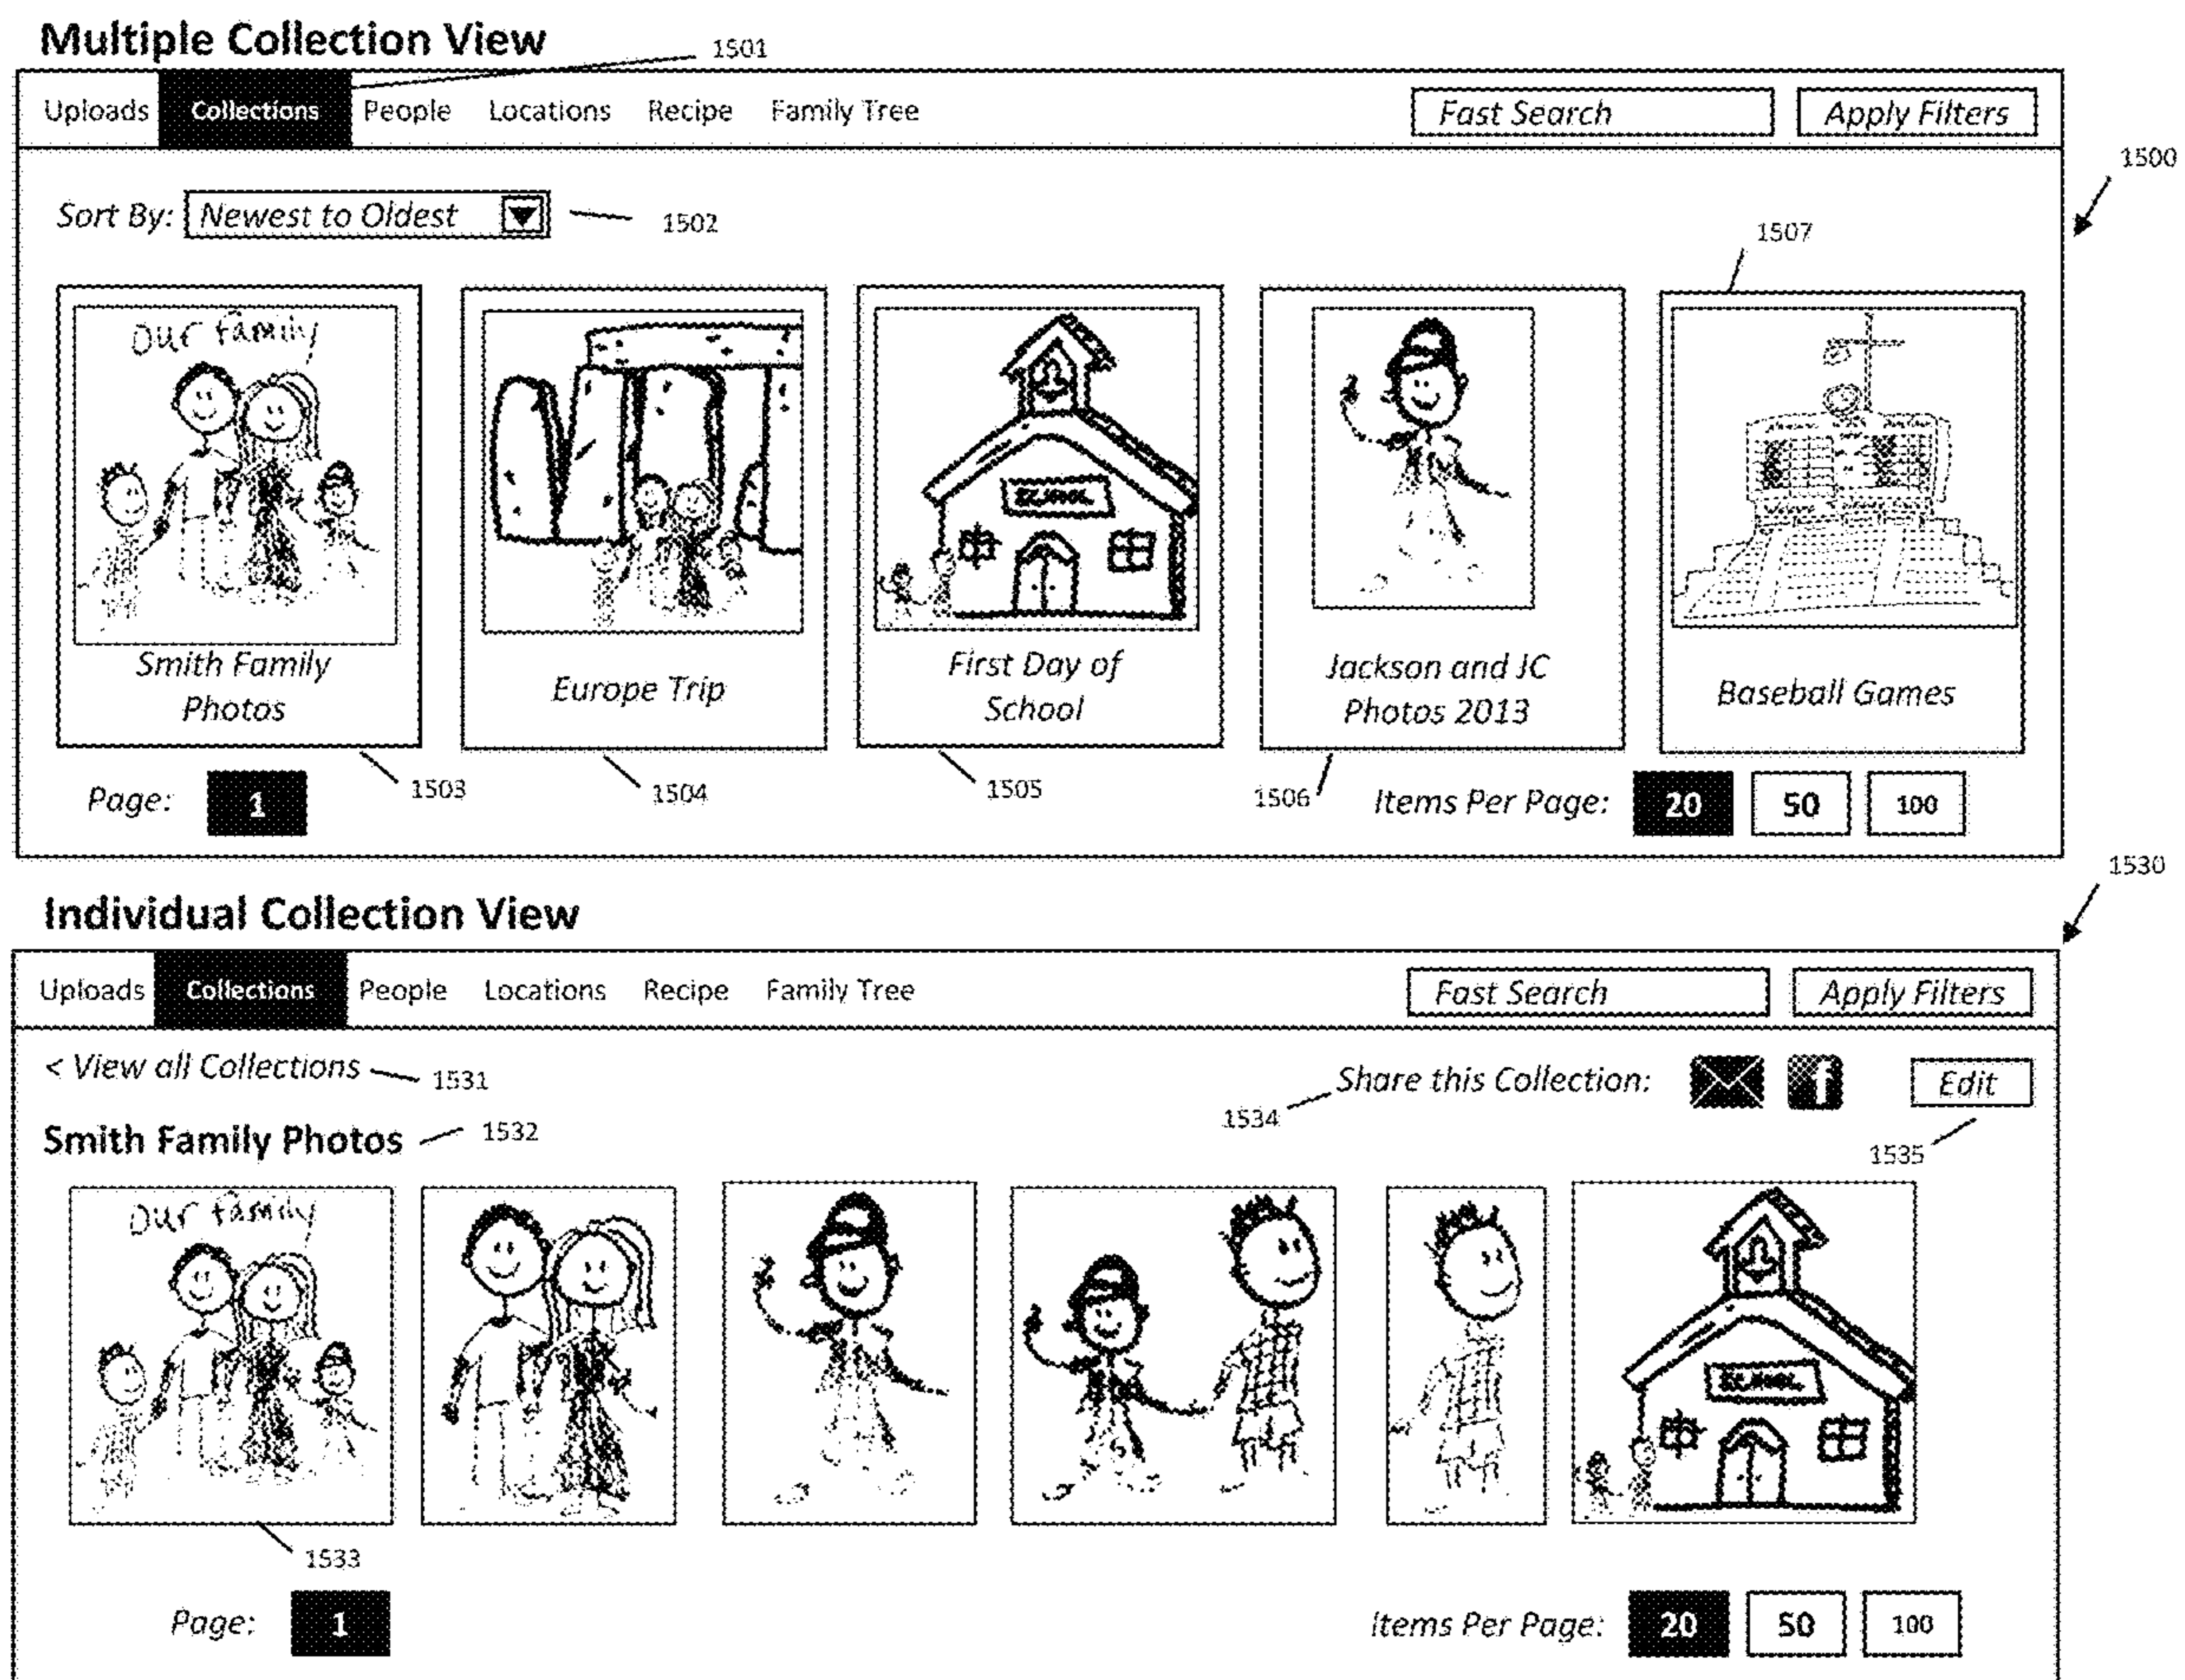 Multiple Collection View
1501
Uploads Collections People Locations Recipe Family Tree Fast Search Apply Filters
1500
Sort By: Newest to Oldest 1502
1507
Our family
SCHOOL
Smith Family Photos
Europe Trip
First Day of School
Jackson and JC Photos 2013
Baseball Games
1503
1504
1505
1506
Page: 1
Items Per Page: 20 50 100
1530
Individual Collection View
Uploads Collections People Locations Recipe Family Tree Fast Search Apply Filters
< View all Collections 1531
1534 Share this Collection: f Edit
Smith Family Photos 1532
1535
Our family
SCHOOL
1533
Page: 1
Items Per Page: 20 50 100